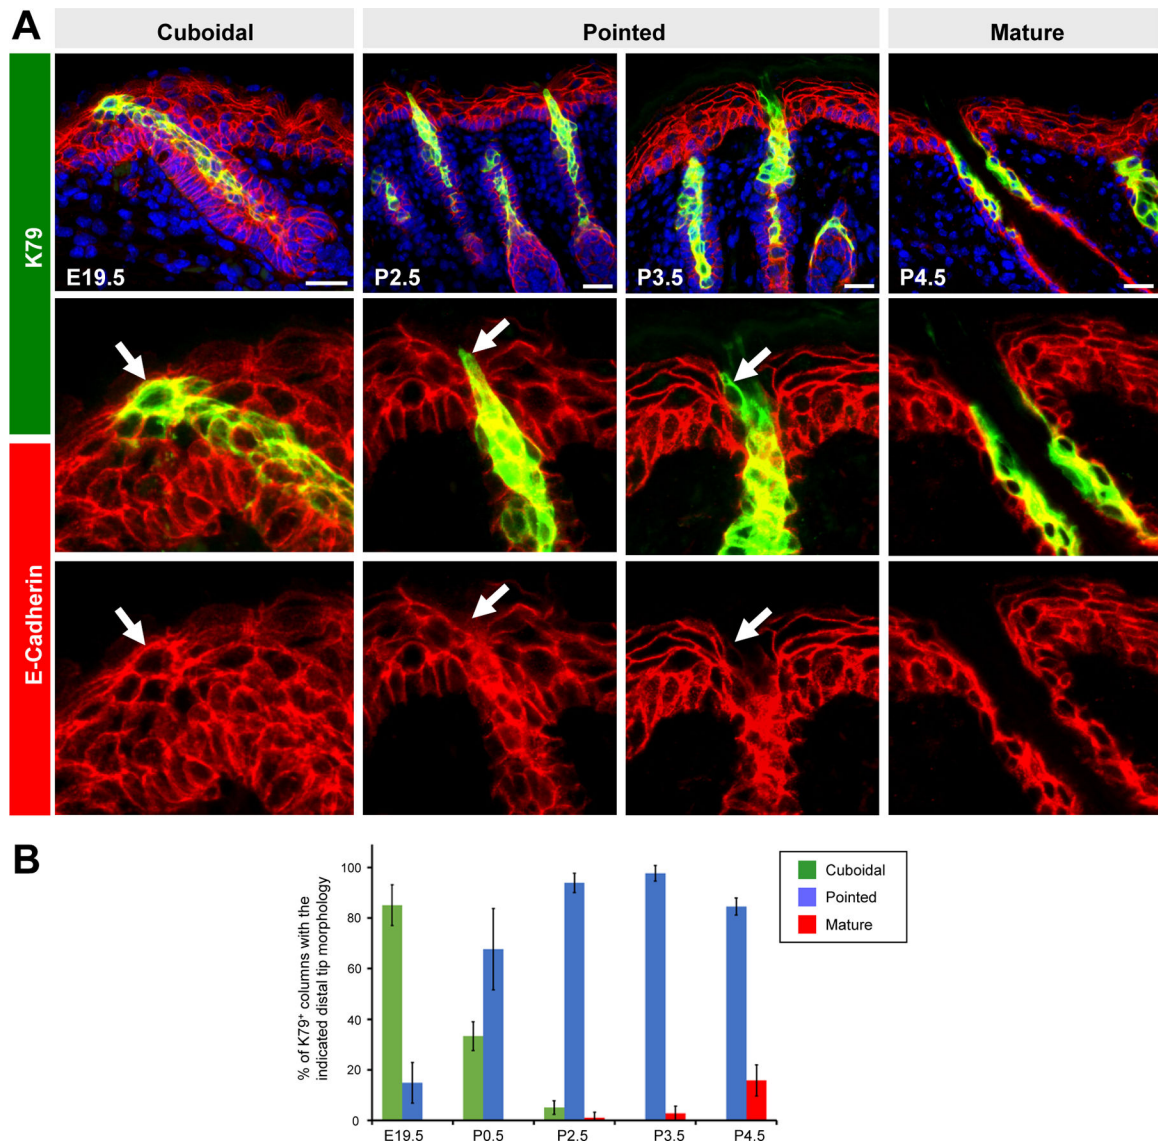 A
Cuboidal
Pointed
Mature
K79
E-Cadherin
E19.5
P2.5
P3.5
P4.5
B
% of K79⁺ columns with the
indicated distal tip morphology
100
80
60
40
20
0
E19.5
P0.5
P2.5
P3.5
P4.5
Cuboidal
Pointed
Mature